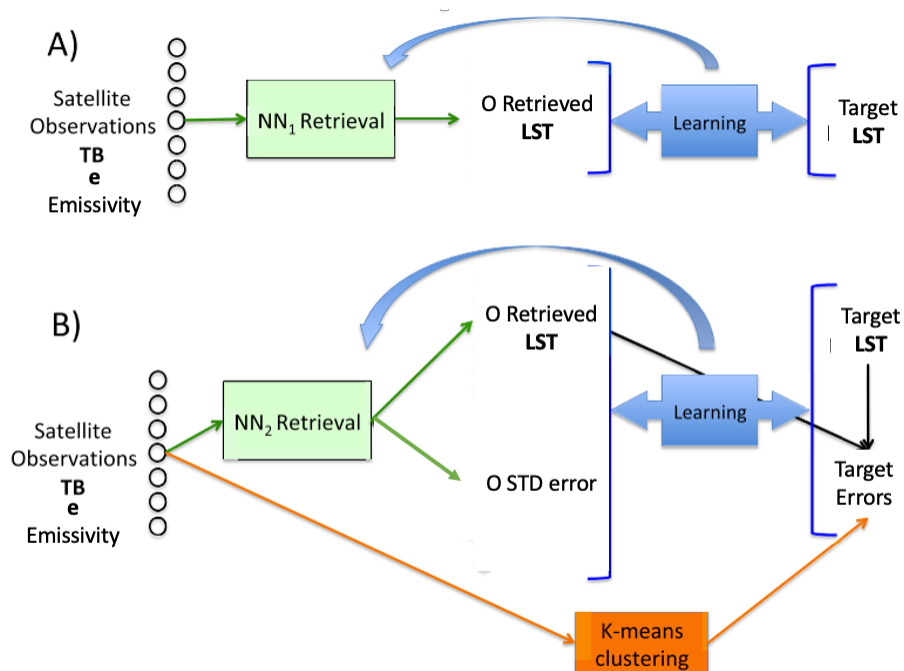 A)
Satellite
Observations
TB
e
Emissivity
NN₁ Retrieval
O Retrieved
LST
Learning
Target
LST
B)
Satellite
Observations
TB
e
Emissivity
NN₂ Retrieval
O Retrieved
LST
O STD error
Learning
Target
LST
Target
Errors
K-means
clustering